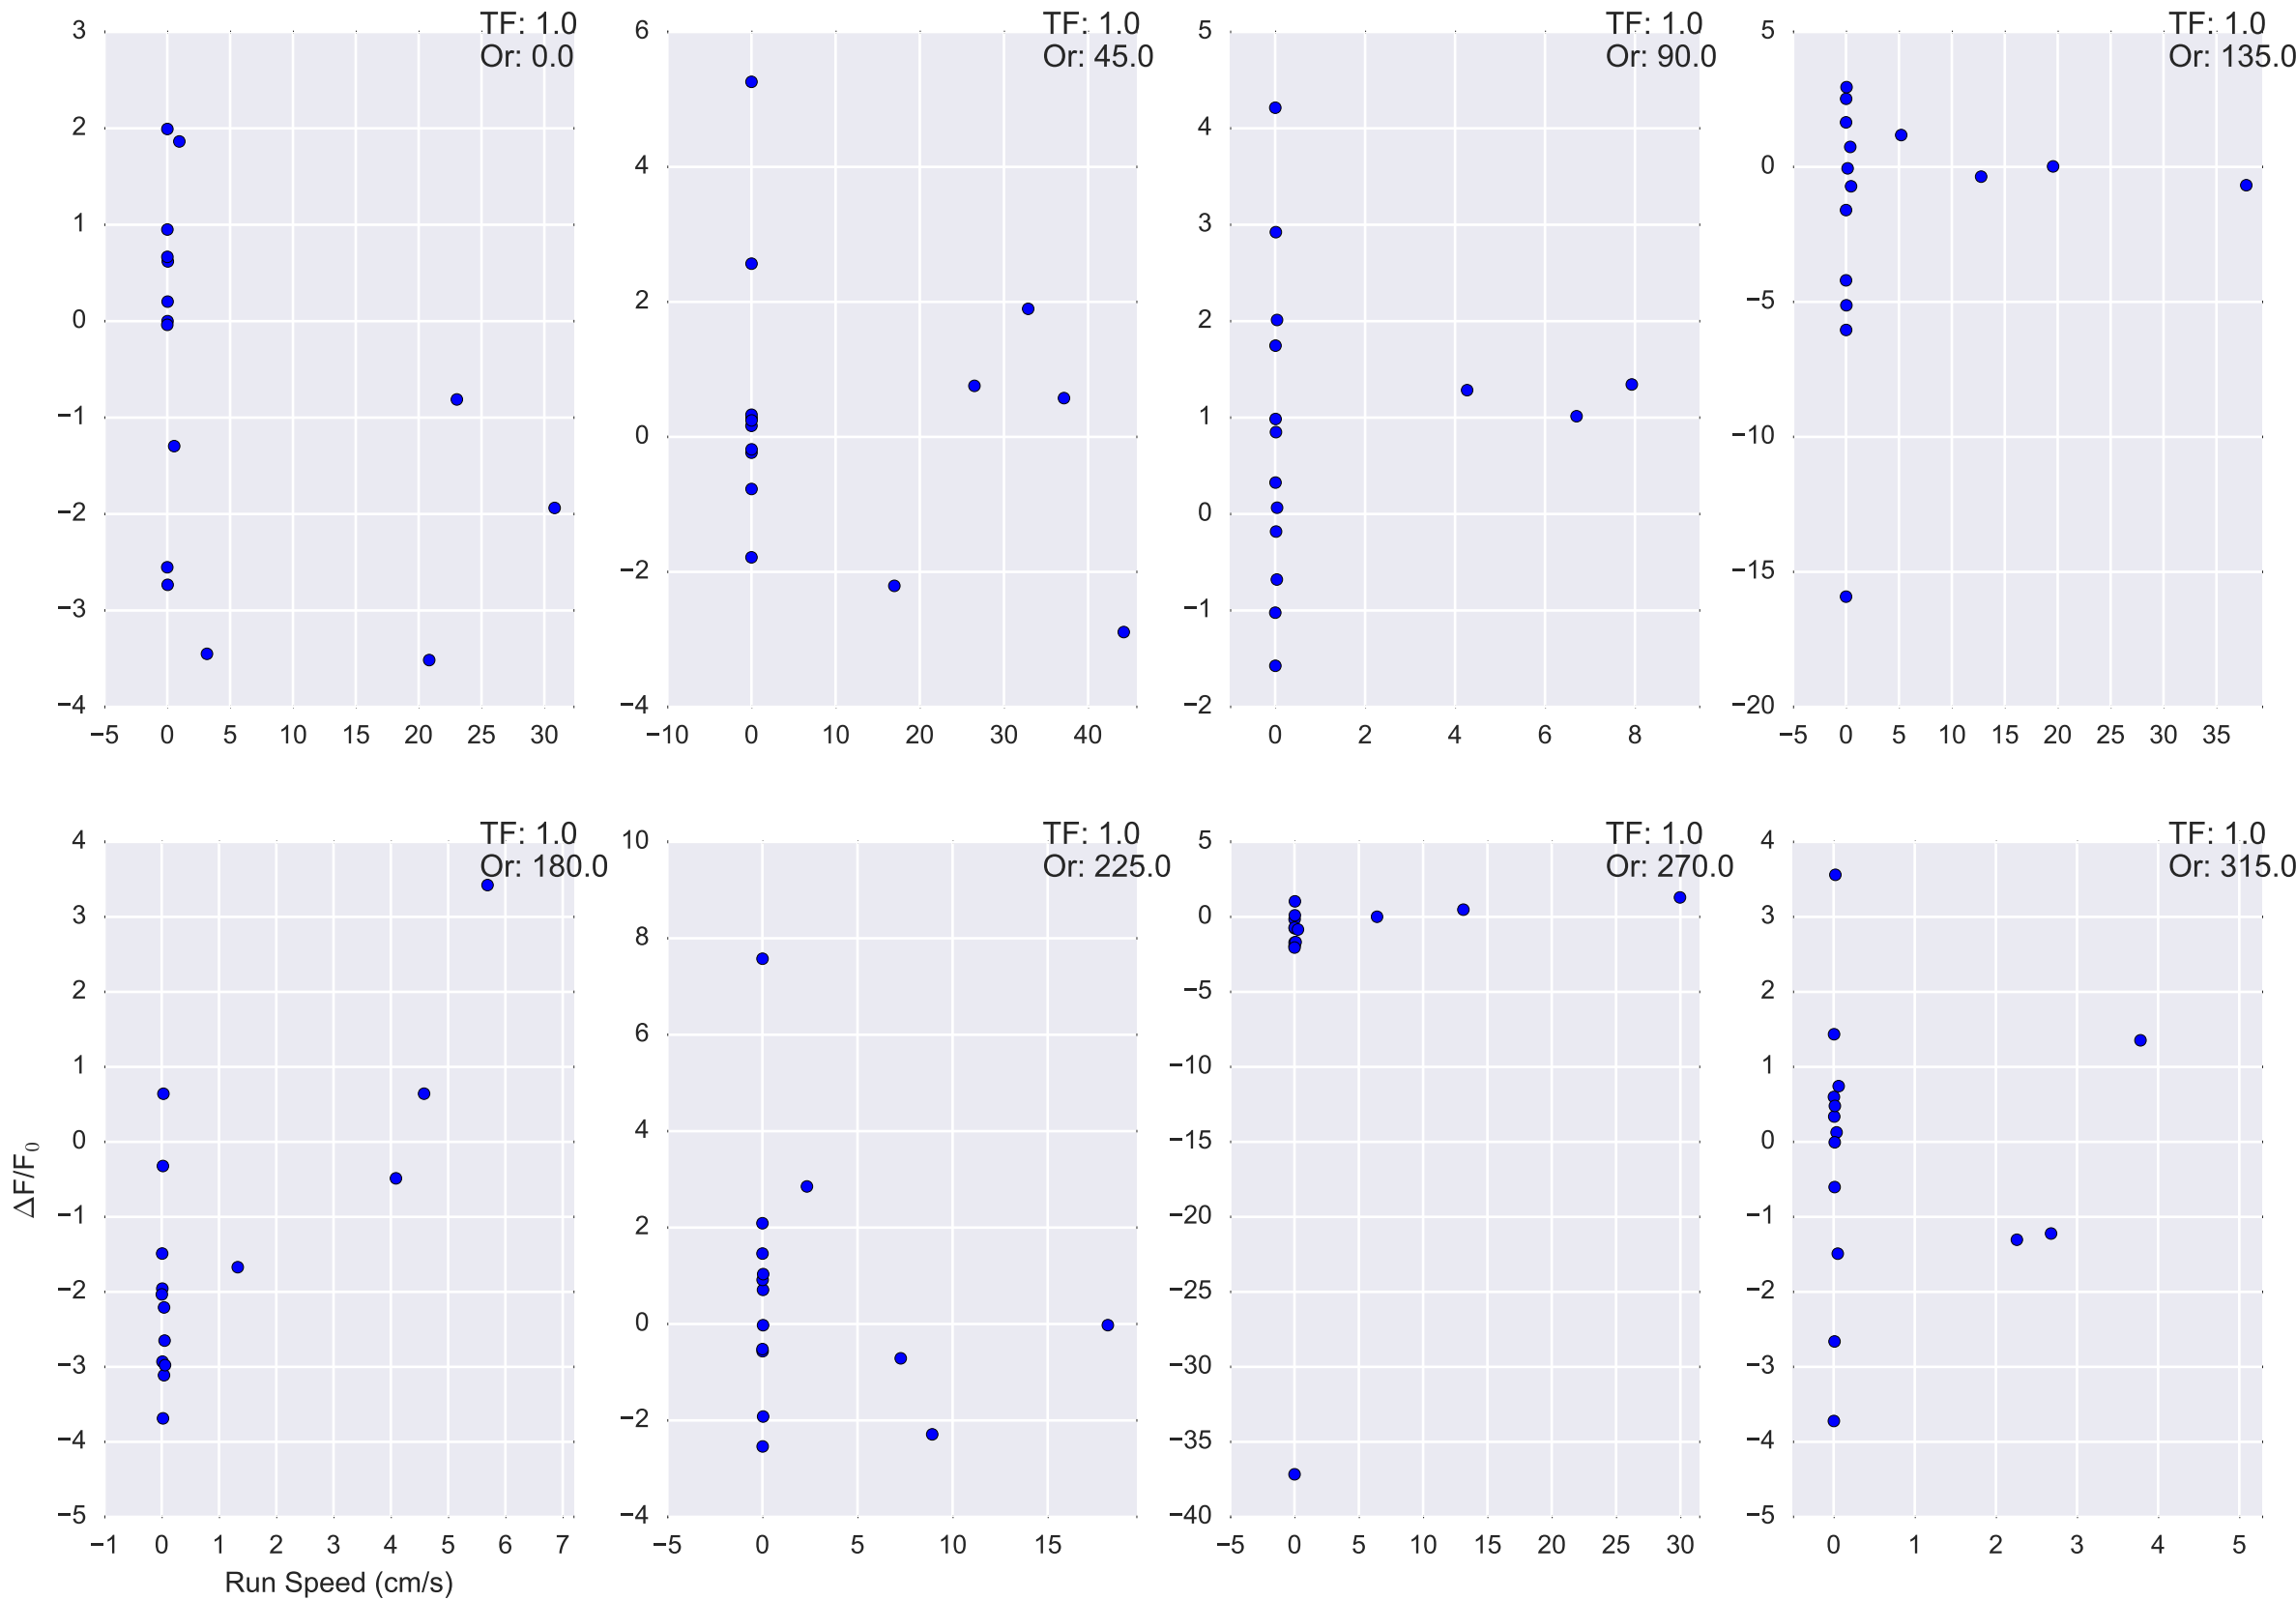 TF: 1.0
Or: 0.0
3
2
1
0
−1
−2
−3
−4
−5 0 5 10 15 20 25 30
TF: 1.0
Or: 45.0
6
4
2
0
−2
−4
−10 0 10 20 30 40
TF: 1.0
Or: 90.0
5
4
3
2
1
0
−1
−2
0 2 4 6 8
TF: 1.0
Or: 135.0
5
0
−5
−10
−15
−20
−5 0 5 10 15 20 25 30 35
TF: 1.0
Or: 180.0
4
3
2
1
0
−1
−2
−3
−4
−5
−1 0 1 2 3 4 5 6 7
Run Speed (cm/s)
ΔF/F0
TF: 1.0
Or: 225.0
10
8
6
4
2
0
−2
−4
−5 0 5 10 15
TF: 1.0
Or: 270.0
5
0
−5
−10
−15
−20
−25
−30
−35
−40
−5 0 5 10 15 20 25 30
TF: 1.0
Or: 315.0
4
3
2
1
0
−1
−2
−3
−4
−5
0 1 2 3 4 5